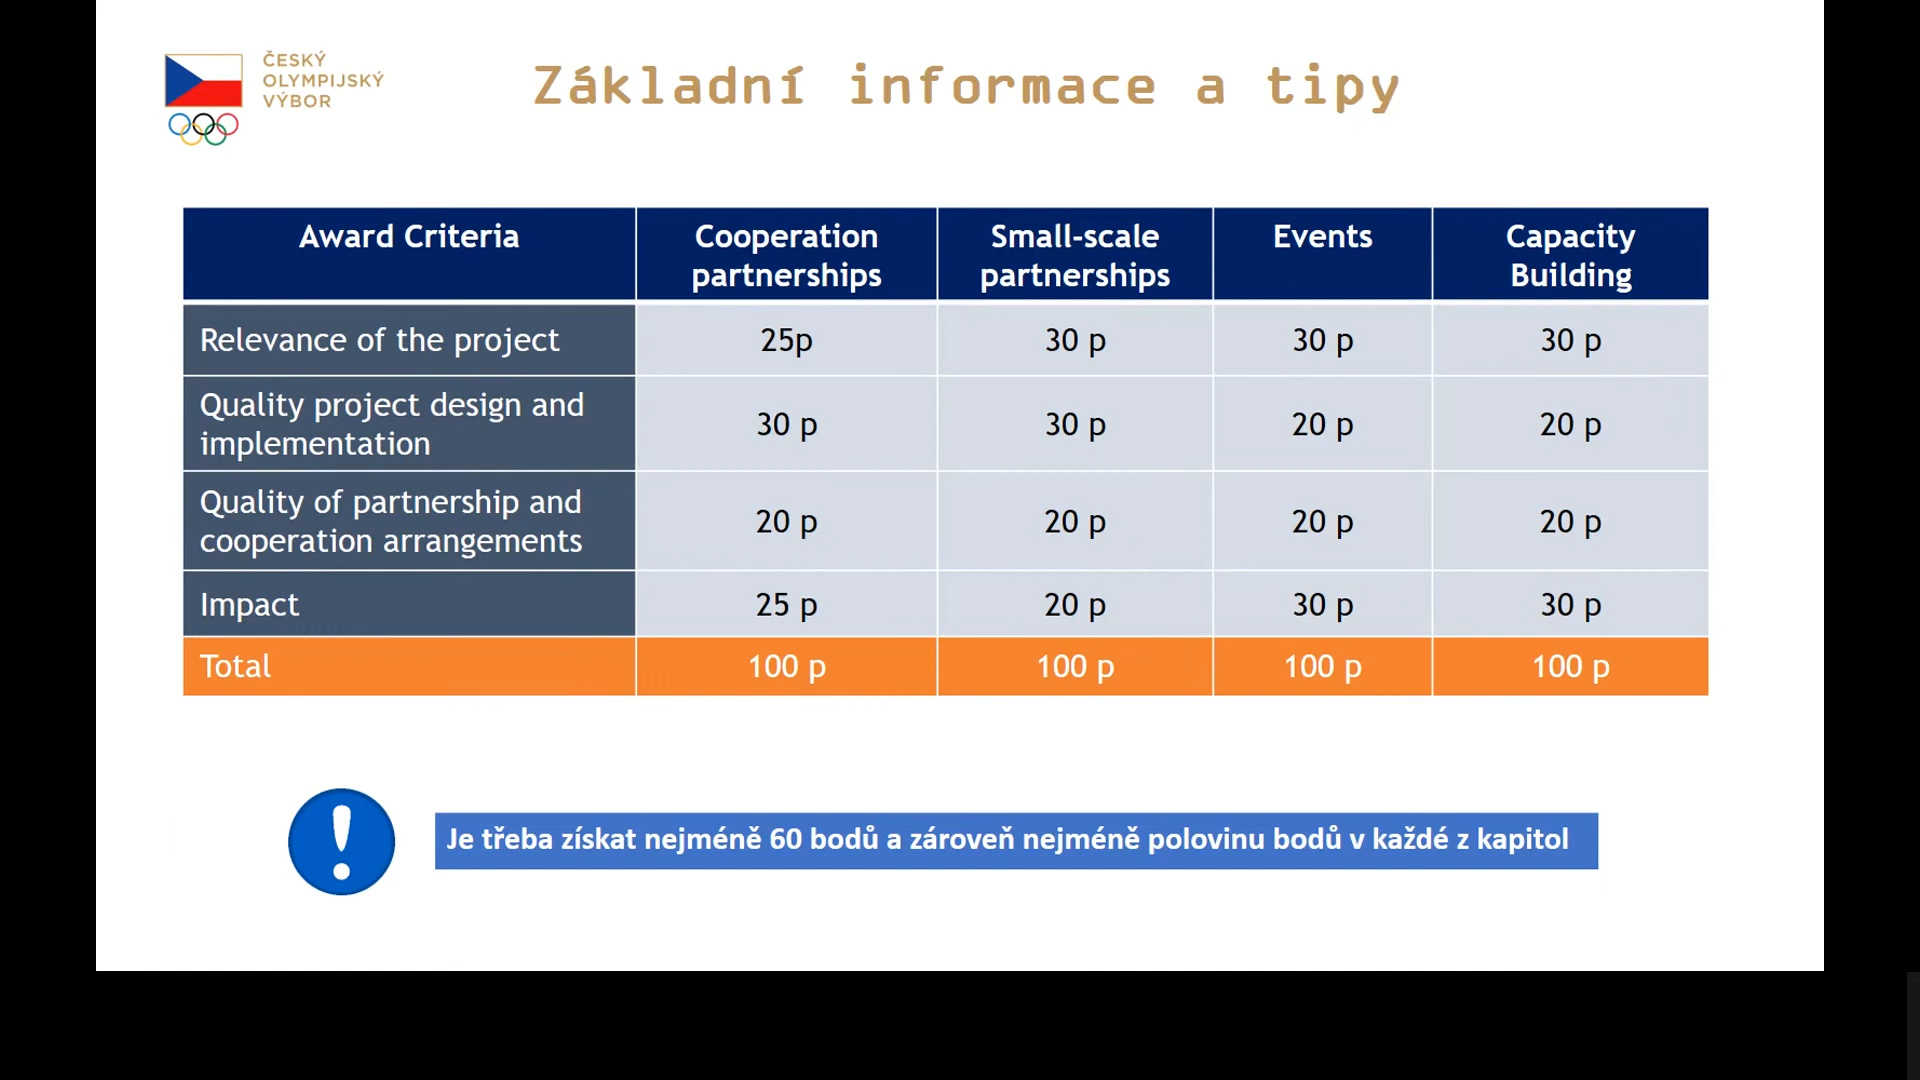 ČESKÝ
OLYMPIJSKÝ
VÝBOR
Základní informace a tipy
Award Criteria
Cooperation
partnerships
Small-scale
partnerships
Events
Capacity
Building
Relevance of the project
25p
30 p
30 p
30 p
Quality project design and
implementation
30 p
30 p
20 p
20 p
Quality of partnership and
cooperation arrangements
20 p
20 p
20 p
20 p
Impact
25 p
20 p
30 p
30 p
Total
100 p
100 p
100 p
100 p
Je třeba získat nejméně 60 bodů a zároveň nejméně polovinu bodů v každé z kapitol